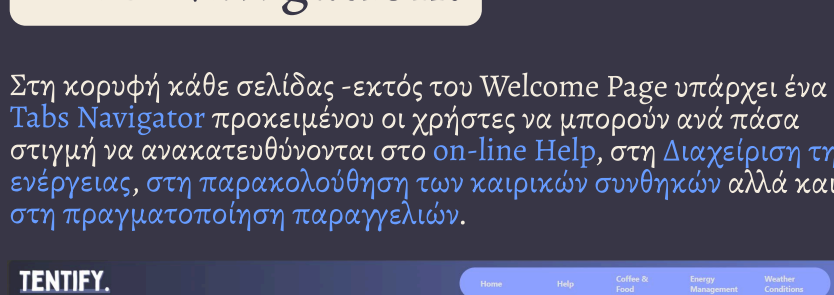 Στη κορυφή κάθε σελίδας -εκτός του Welcome Page υπάρχει ένα
Tabs Navigator προκειμένου οι χρήστες να μπορούν ανά πάσα
στιγμή να ανακατευθύνονται στο on-line Help, στη Διαχείριση τη
ενέργειας, στη παρακολούθηση των καιρικών συνθηκών αλλά και
στη πραγματοποίηση παραγγελιών.
TENTIFY. Home Help Coffee & Energy Weather
Food Management Conditions